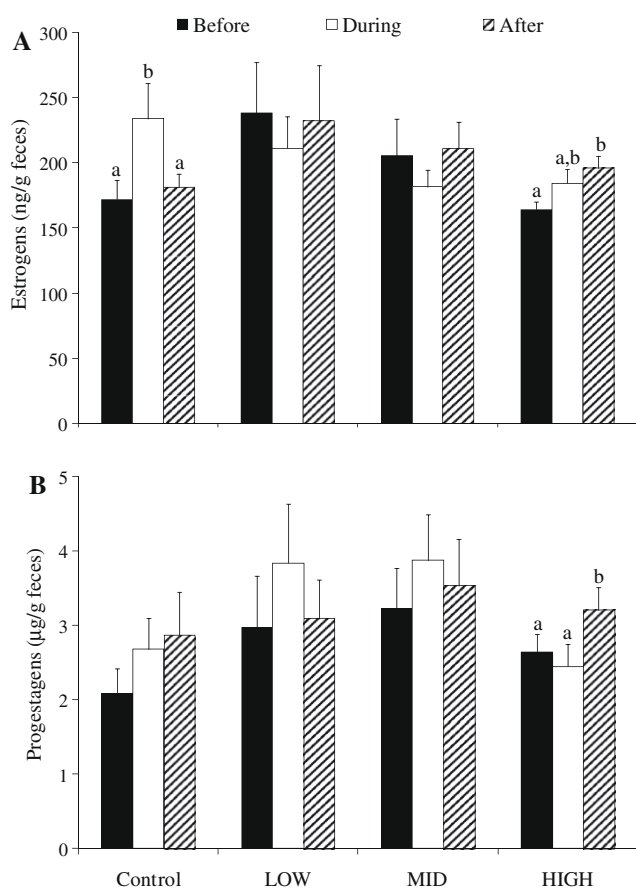 A
Before During After
300
250
200
150
100
50
0
Estrogens (ng/g feces)
a b a
a a,b b
B
5
4
3
2
1
0
Progestagens (µg/g feces)
a a b
Control LOW MID HIGH